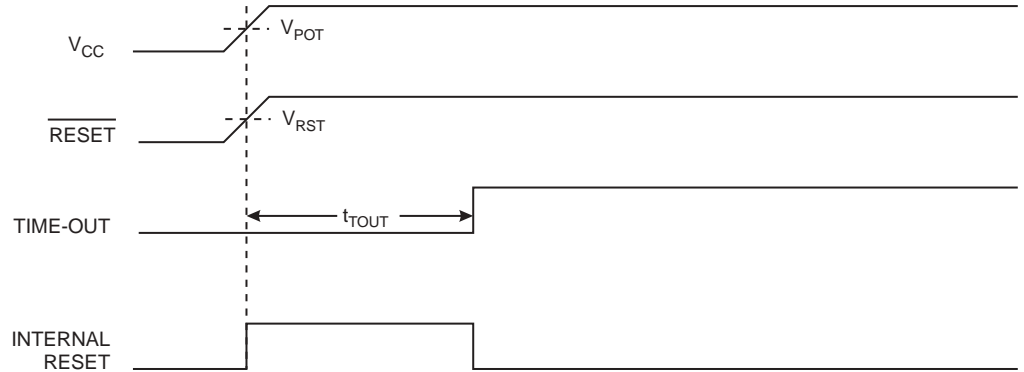 VCC
VPOT
RESET
VRST
TIME-OUT
tTOUT
INTERNAL
RESET